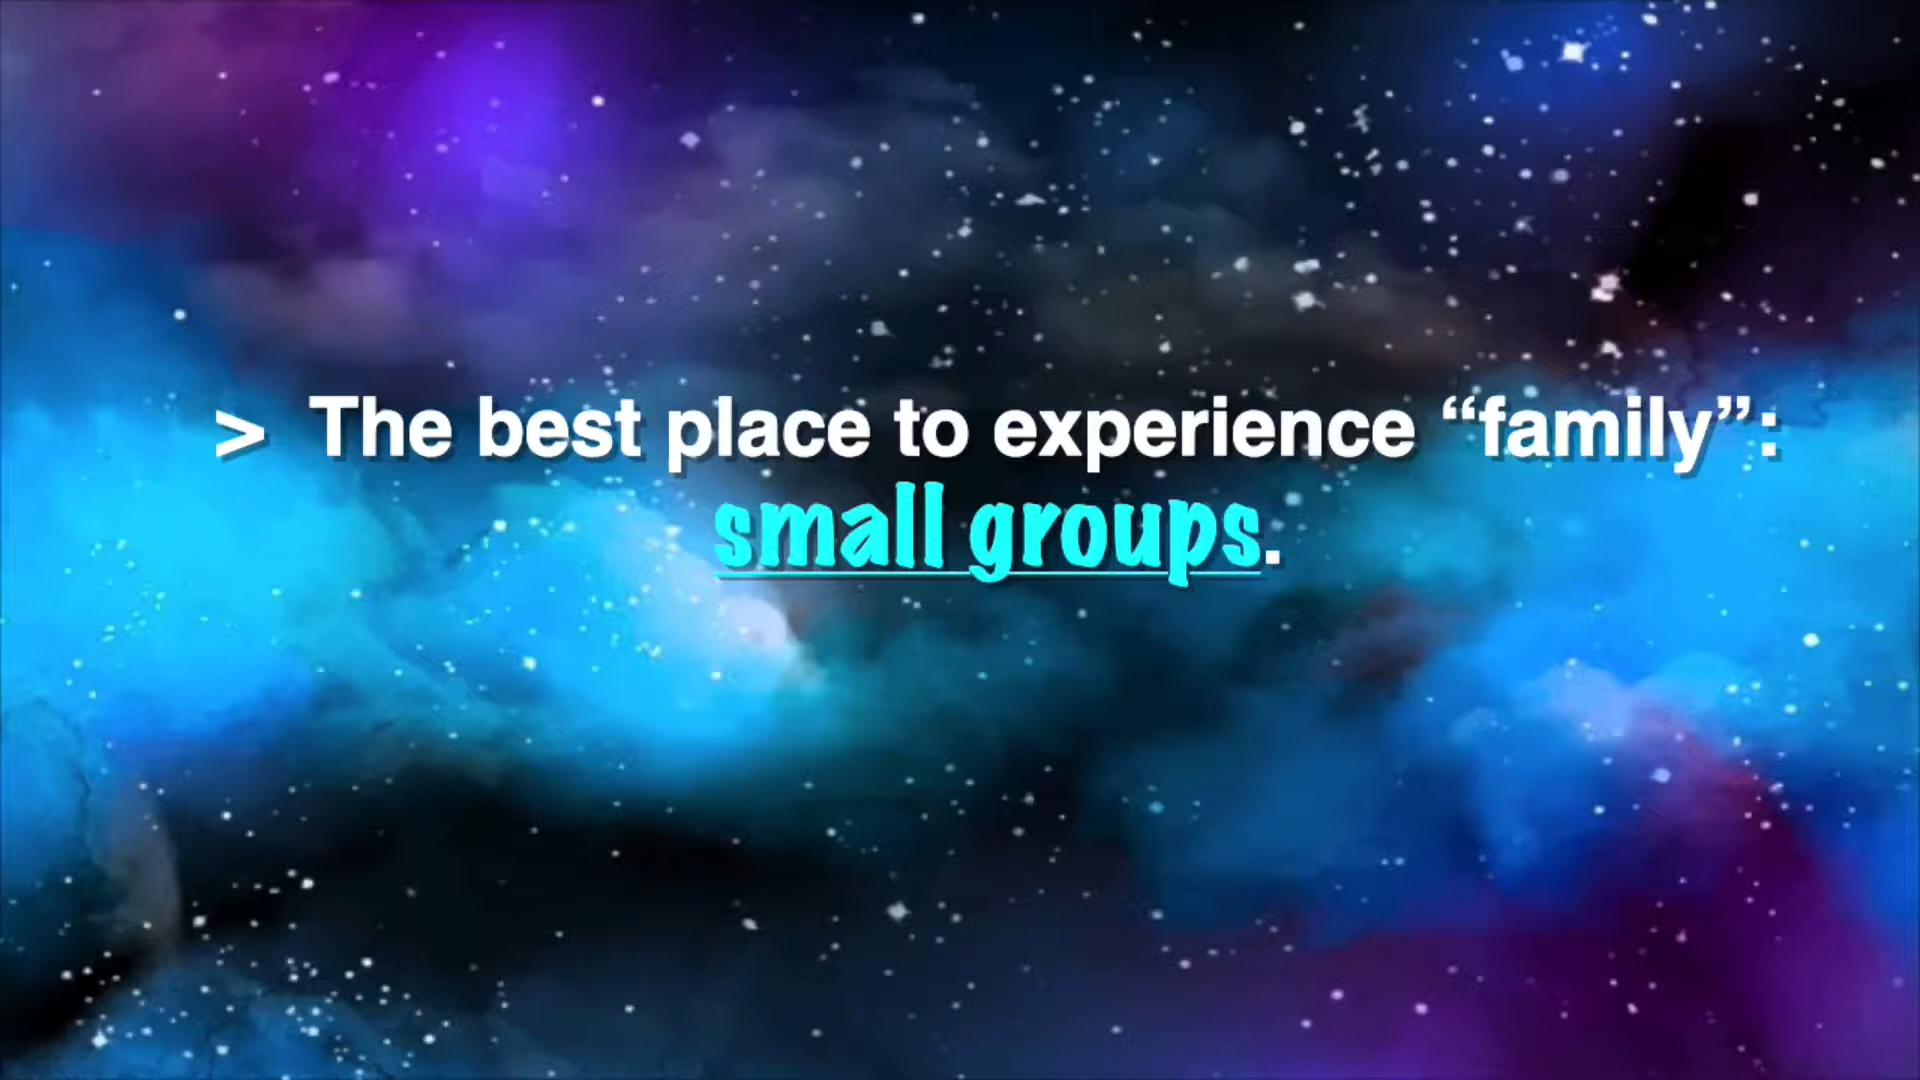 > The best place to experience “family”:
small groups.